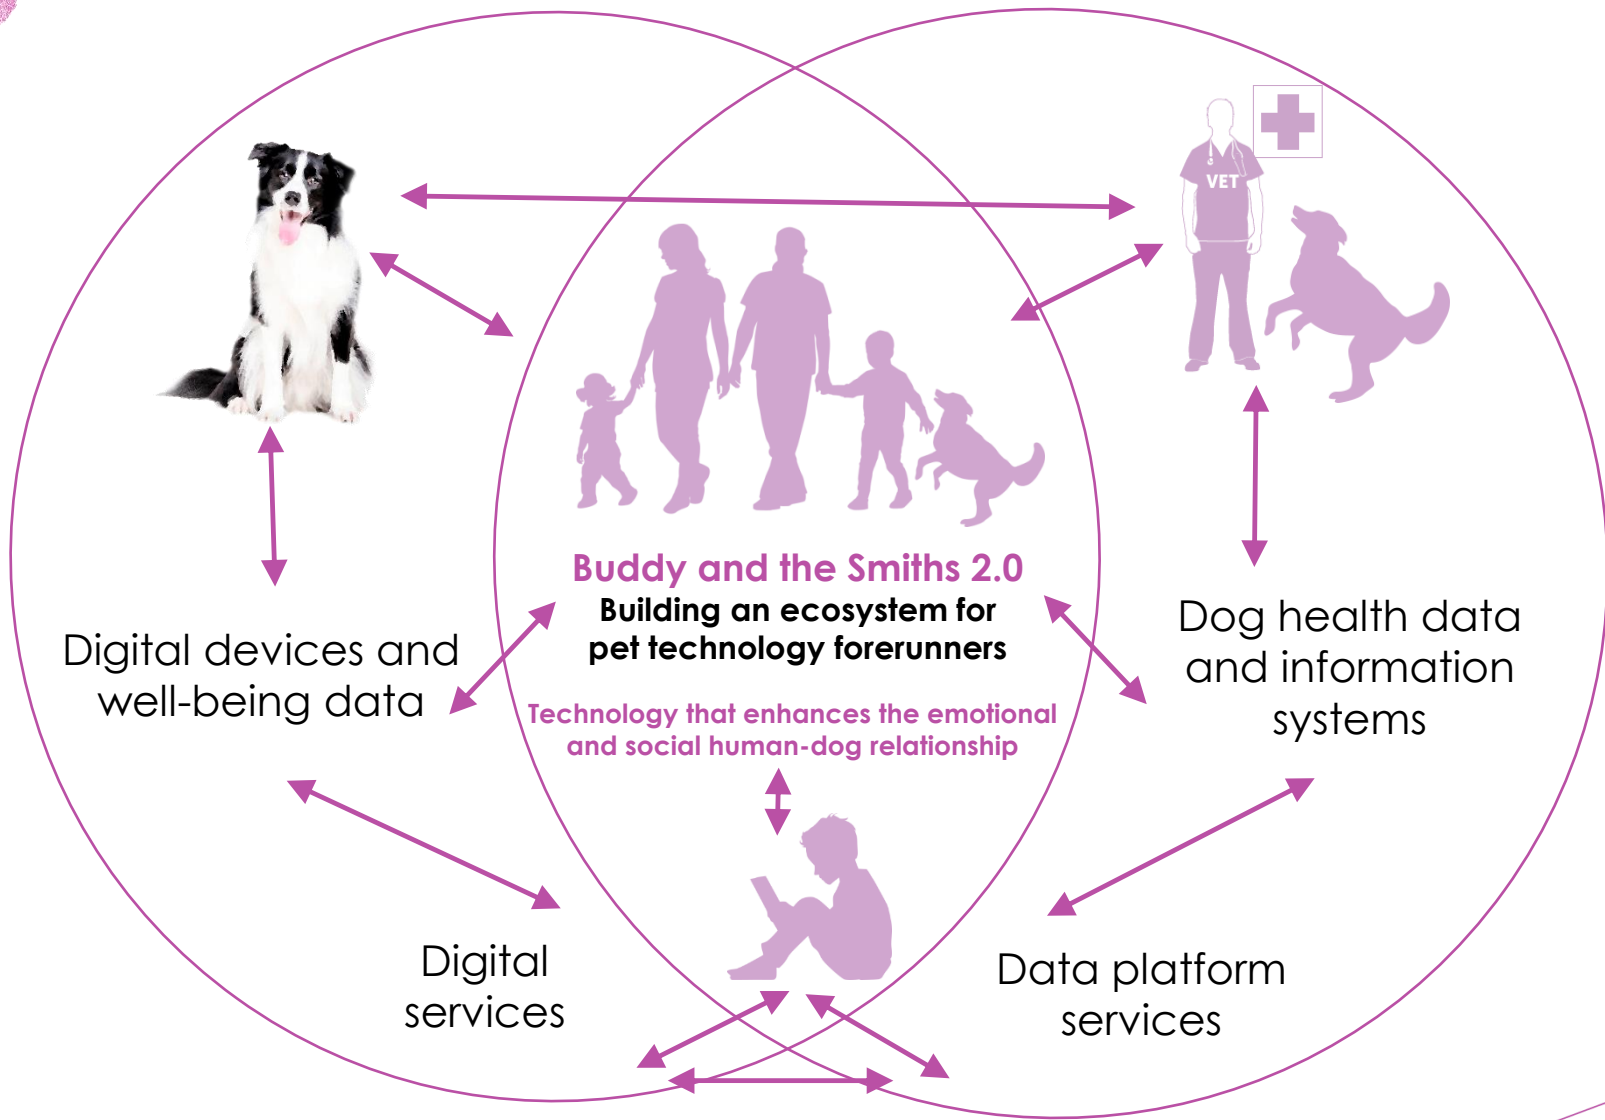 VET
Buddy and the Smiths 2.0
Building an ecosystem for
pet technology forerunners
Technology that enhances the emotional
and social human-dog relationship
Digital devices and
well-being data
Dog health data
and information
systems
Digital
services
Data platform
services